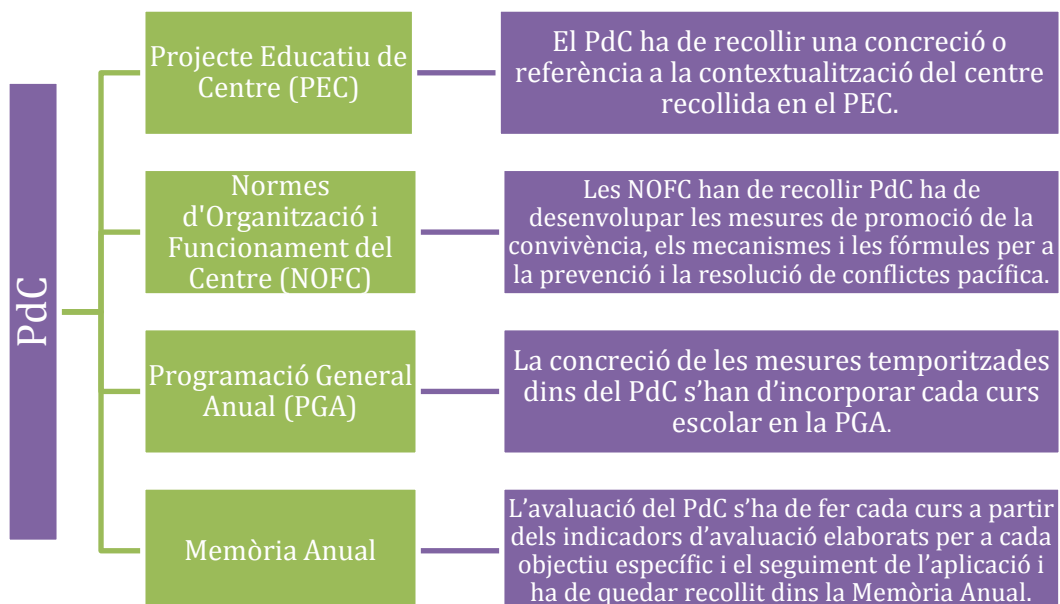 PdC
Projecte Educatiu de
Centre (PEC)
El PdC ha de recollir una concreció o
referència a la contextualització del centre
recollida en el PEC.
Normes
d'Organització i
Funcionament del
Centre (NOFC)
Les NOFC han de recollir PdC ha de
desenvolupar les mesures de promoció de la
convivència, els mecanismes i les fórmules per a
la prevenció i la resolució de conflictes pacífica.
Programació General
Anual (PGA)
La concreció de les mesures temporitzades
dins del PdC s’han d’incorporar cada curs
escolar en la PGA.
Memòria Anual
L’avaluació del PdC s’ha de fer cada curs a partir
dels indicadors d’avaluació elaborats per a cada
objectiu específic i el seguiment de l’aplicació i
ha de quedar recollit dins la Memòria Anual.